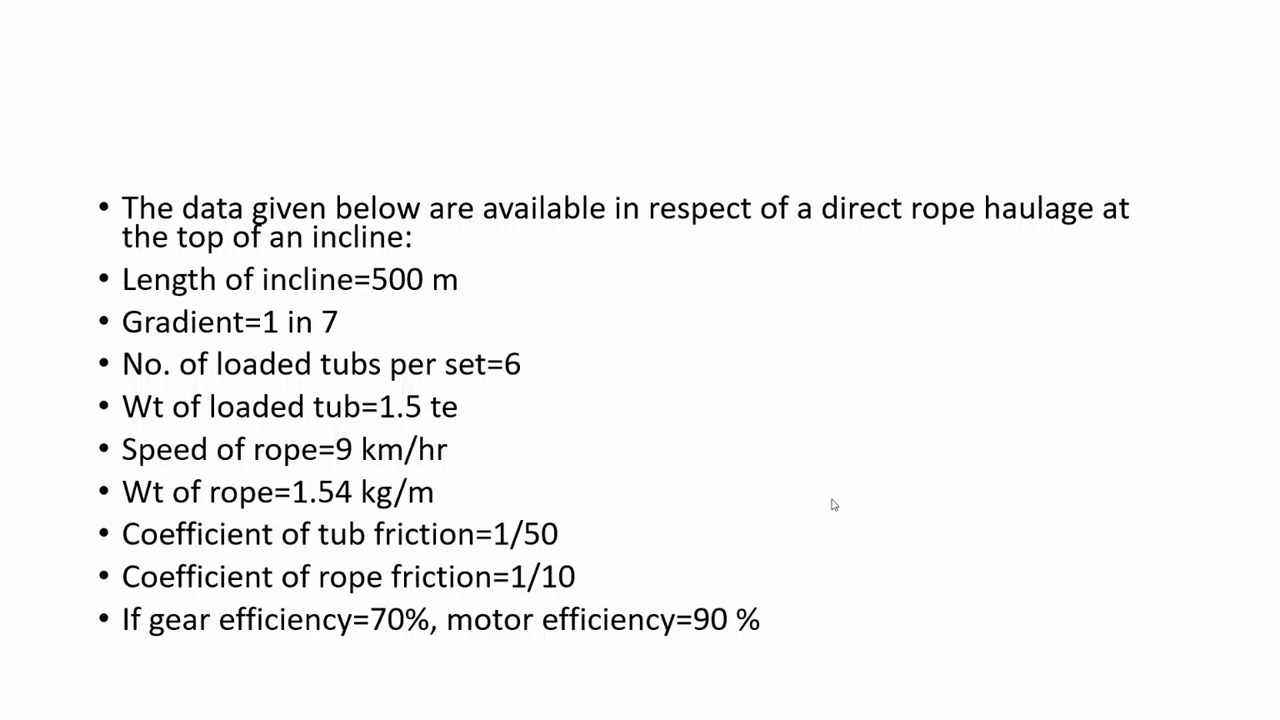 • The data given below are available in respect of a direct rope haulage at
the top of an incline:
• Length of incline=500 m
• Gradient=1 in 7
• No. of loaded tubs per set=6
• Wt of loaded tub=1.5 te
• Speed of rope=9 km/hr
• Wt of rope=1.54 kg/m
• Coefficient of tub friction=1/50
• Coefficient of rope friction=1/10
• If gear efficiency=70%, motor efficiency=90 %